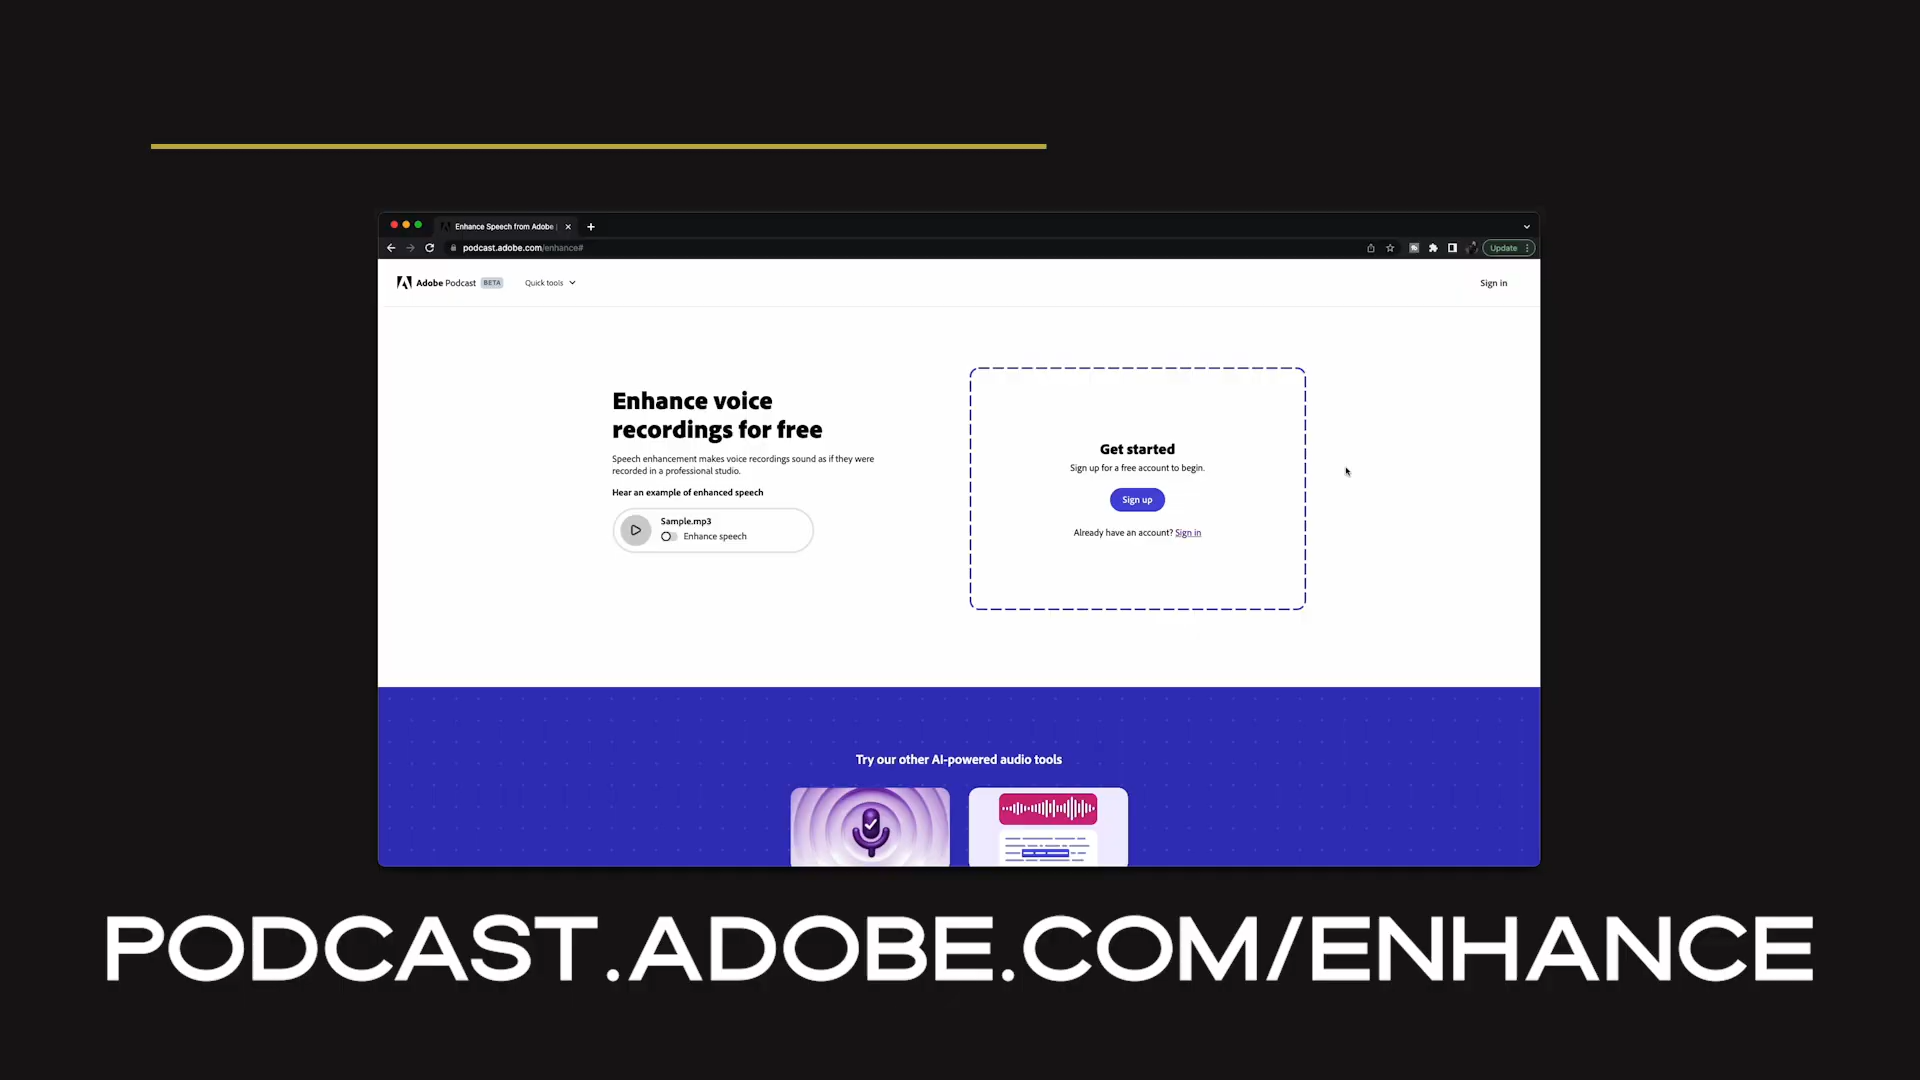 Enhance Speech from Adobe |
podcast.adobe.com/enhance#
Update
Adobe Podcast BETA
Quick tools
Sign in
Enhance voice
recordings for free
Speech enhancement makes voice recordings sound as if they were
recorded in a professional studio.
Hear an example of enhanced speech
Sample.mp3
Enhance speech
Get started
Sign up for a free account to begin.
Sign up
Already have an account? Sign in
Try our other AI-powered audio tools
PODCAST.ADOBE.COM/ENHANCE